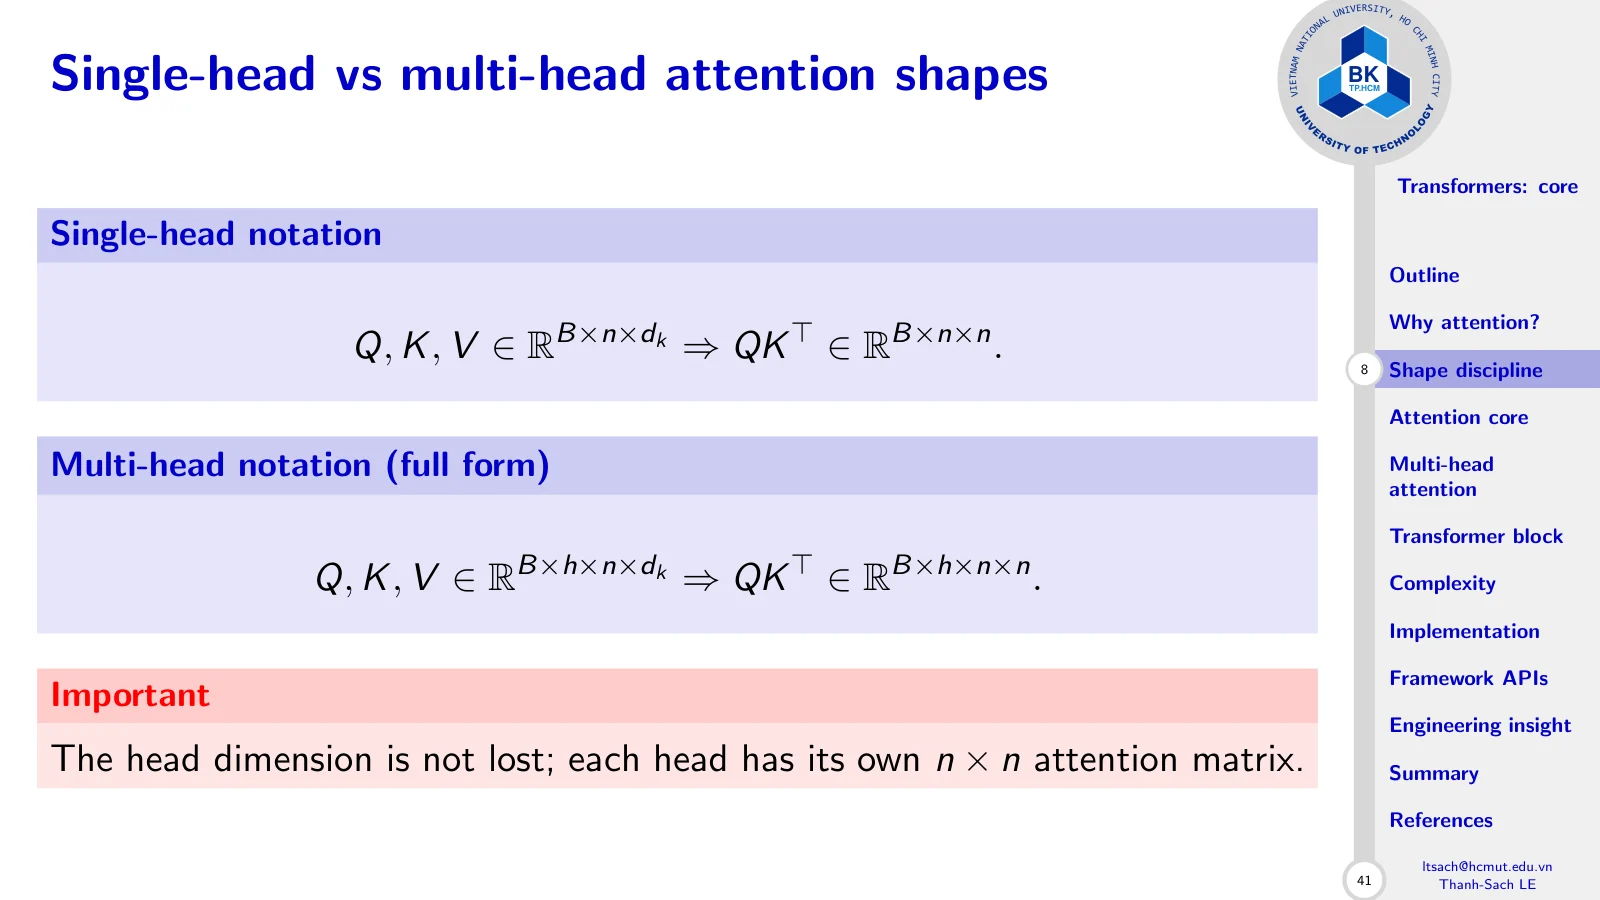 Single-head vs multi-head attention shapes
Single-head notation
Q, K, V ∈ ℝ^{B×n×d_k} ⇒ QK^⊤ ∈ ℝ^{B×n×n}.
Multi-head notation (full form)
Q, K, V ∈ ℝ^{B×h×n×d_k} ⇒ QK^⊤ ∈ ℝ^{B×h×n×n}.
Important
The head dimension is not lost; each head has its own n × n attention matrix.
VIETNAM NATIONAL UNIVERSITY, HO CHI MINH CITY
BK
TP.HCM
UNIVERSITY OF TECHNOLOGY
Transformers: core
Outline
Why attention?
8 Shape discipline
Attention core
Multi-head
attention
Transformer block
Complexity
Implementation
Framework APIs
Engineering insight
Summary
References
ltsach@hcmut.edu.vn
41
Thanh-Sach LE